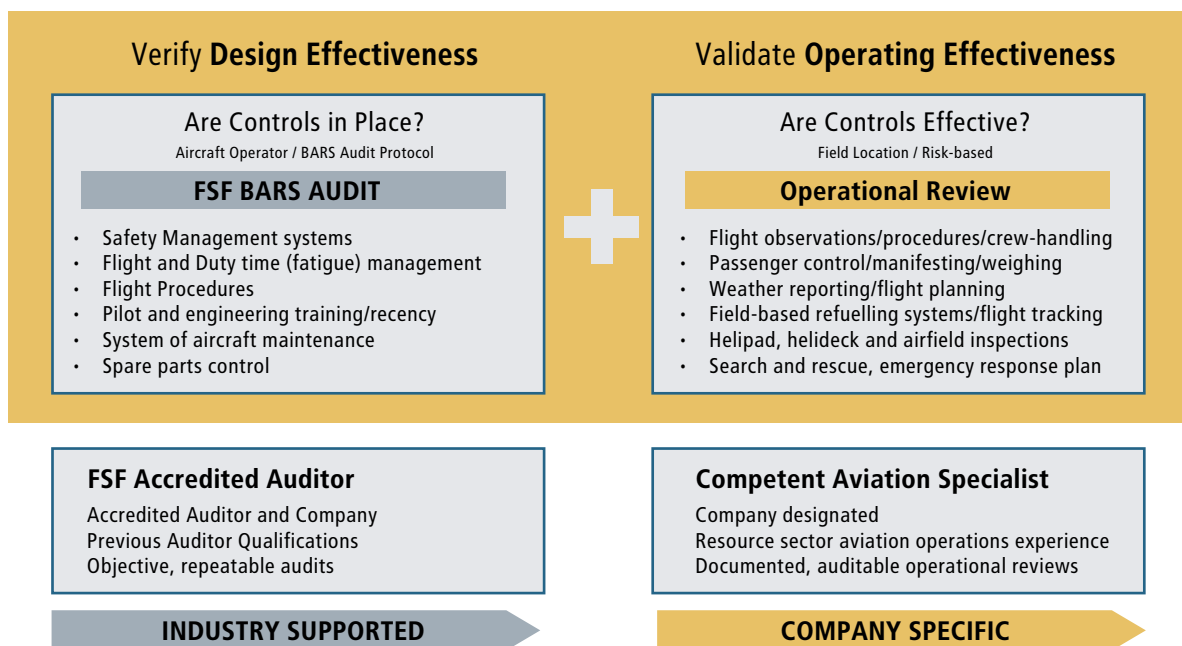 Verify Design Effectiveness
Are Controls in Place?
Aircraft Operator / BARS Audit Protocol
FSF BARS AUDIT
• Safety Management systems
• Flight and Duty time (fatigue) management
• Flight Procedures
• Pilot and engineering training/recency
• System of aircraft maintenance
• Spare parts control
Validate Operating Effectiveness
Are Controls Effective?
Field Location / Risk-based
Operational Review
• Flight observations/procedures/crew-handling
• Passenger control/manifesting/weighing
• Weather reporting/flight planning
• Field-based refuelling systems/flight tracking
• Helipad, helideck and airfield inspections
• Search and rescue, emergency response plan
FSF Accredited Auditor
Accredited Auditor and Company
Previous Auditor Qualifications
Objective, repeatable audits
INDUSTRY SUPPORTED
Competent Aviation Specialist
Company designated
Resource sector aviation operations experience
Documented, auditable operational reviews
COMPANY SPECIFIC